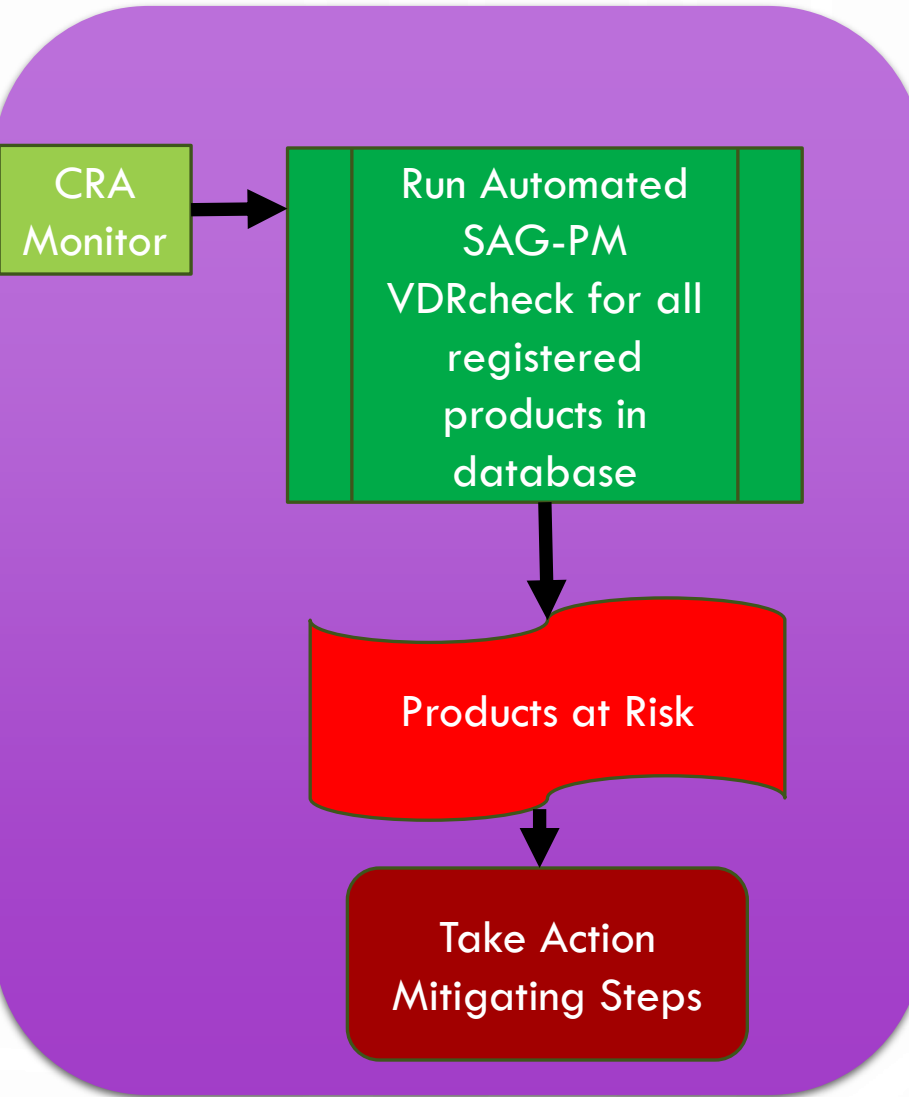 CRA
Monitor
Run Automated
SAG-PM
VDRcheck for all
registered
products in
database
Products at Risk
Take Action
Mitigating Steps